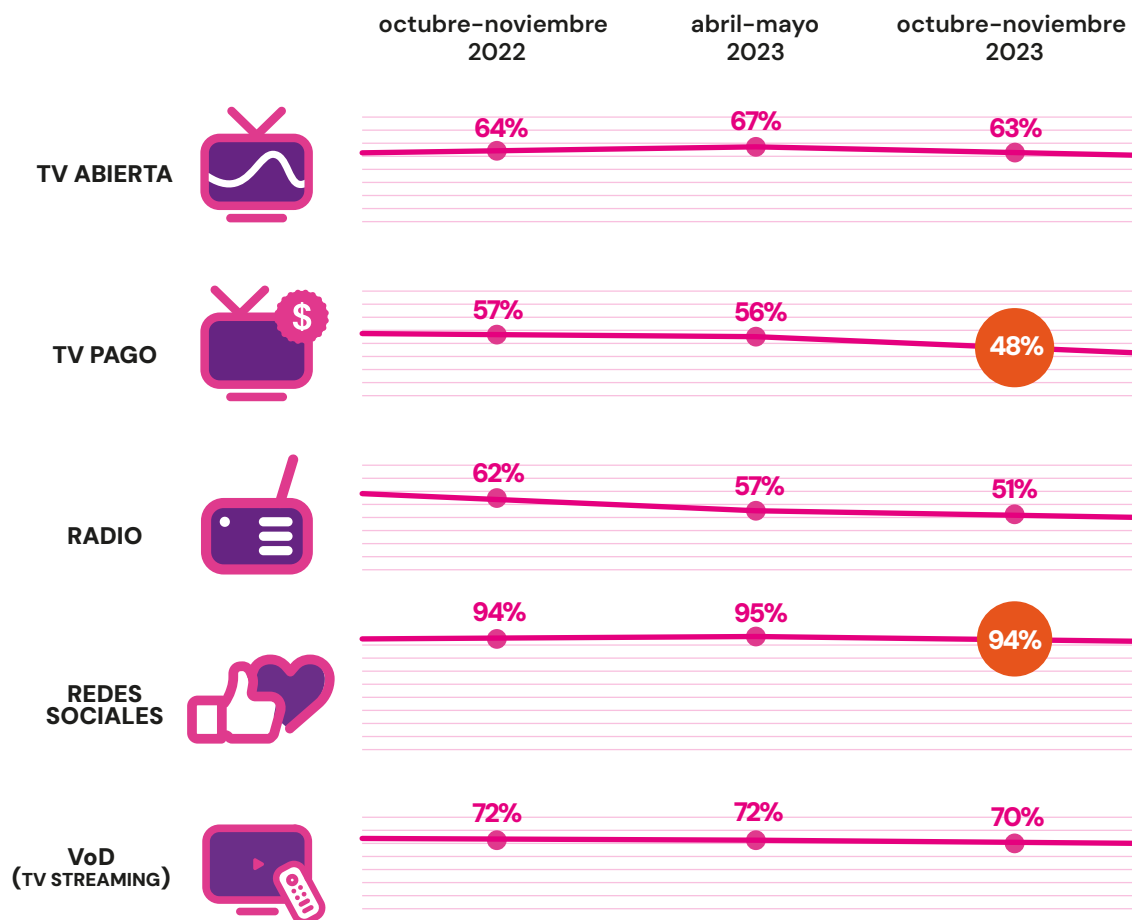 octubre-noviembre
2022
abril-mayo
2023
octubre-noviembre
2023
TV ABIERTA
64%
67%
63%
TV PAGO
$
57%
56%
48%
RADIO
62%
57%
51%
REDES
SOCIALES
94%
95%
94%
VoD
(TV STREAMING)
72%
72%
70%